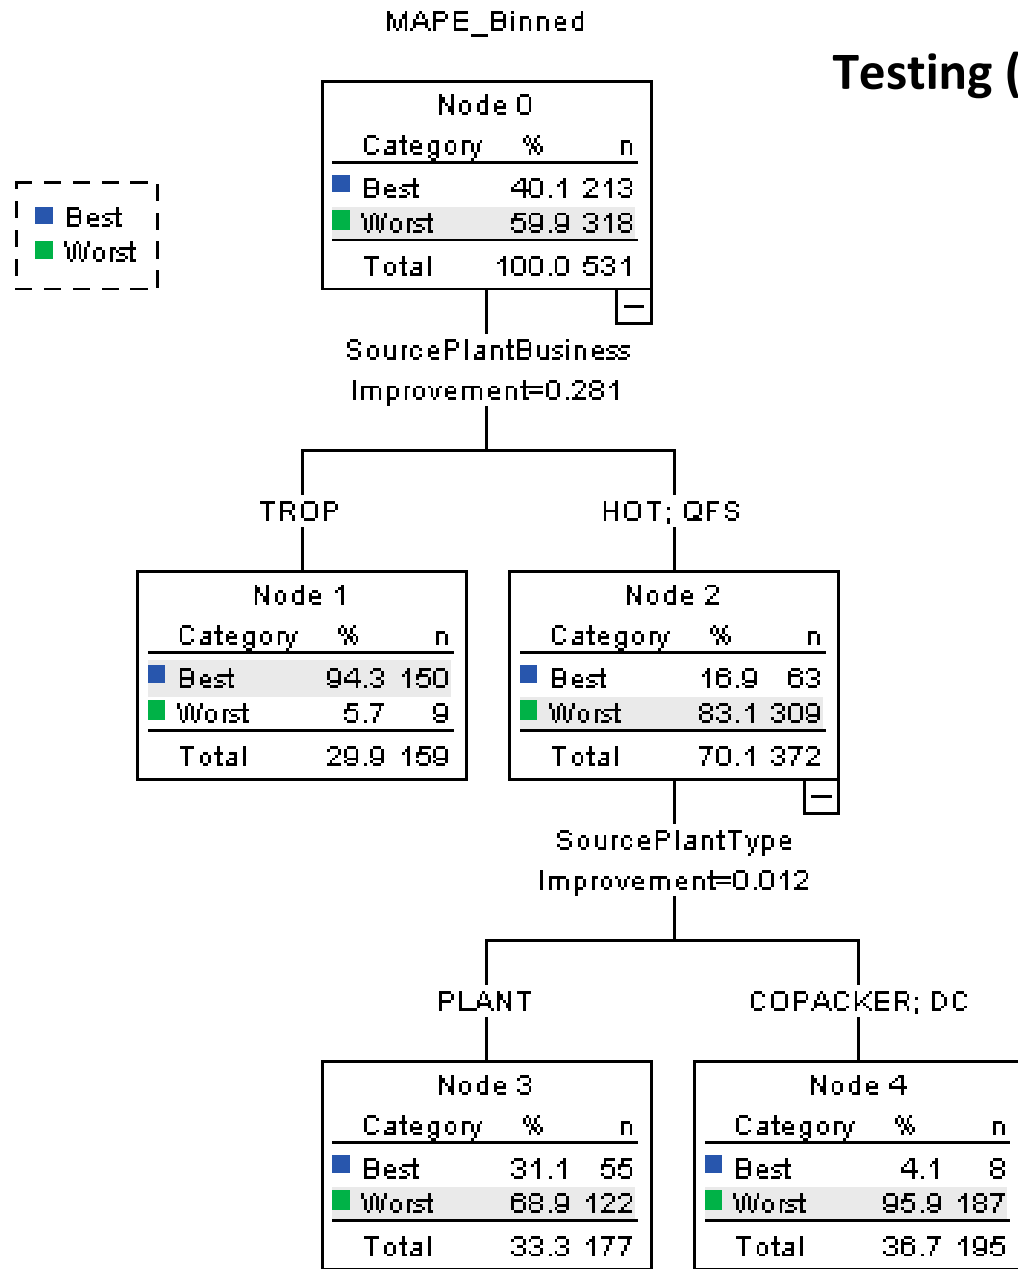 MAPE_Binned
Testing (
Node 0
Category % n
Best 40.1 213
Worst 59.9 318
Total 100.0 531
Best
Worst
SourcePlantBusiness
Improvement=0.281
TROP
HOT; QFS
Node 1
Category % n
Best 94.3 150
Worst 5.7 9
Total 29.9 159
Node 2
Category % n
Best 16.9 63
Worst 83.1 309
Total 70.1 372
SourcePlantType
Improvement=0.012
PLANT
COPACKER; DC
Node 3
Category % n
Best 31.1 55
Worst 68.9 122
Total 33.3 177
Node 4
Category % n
Best 4.1 8
Worst 95.9 187
Total 36.7 195